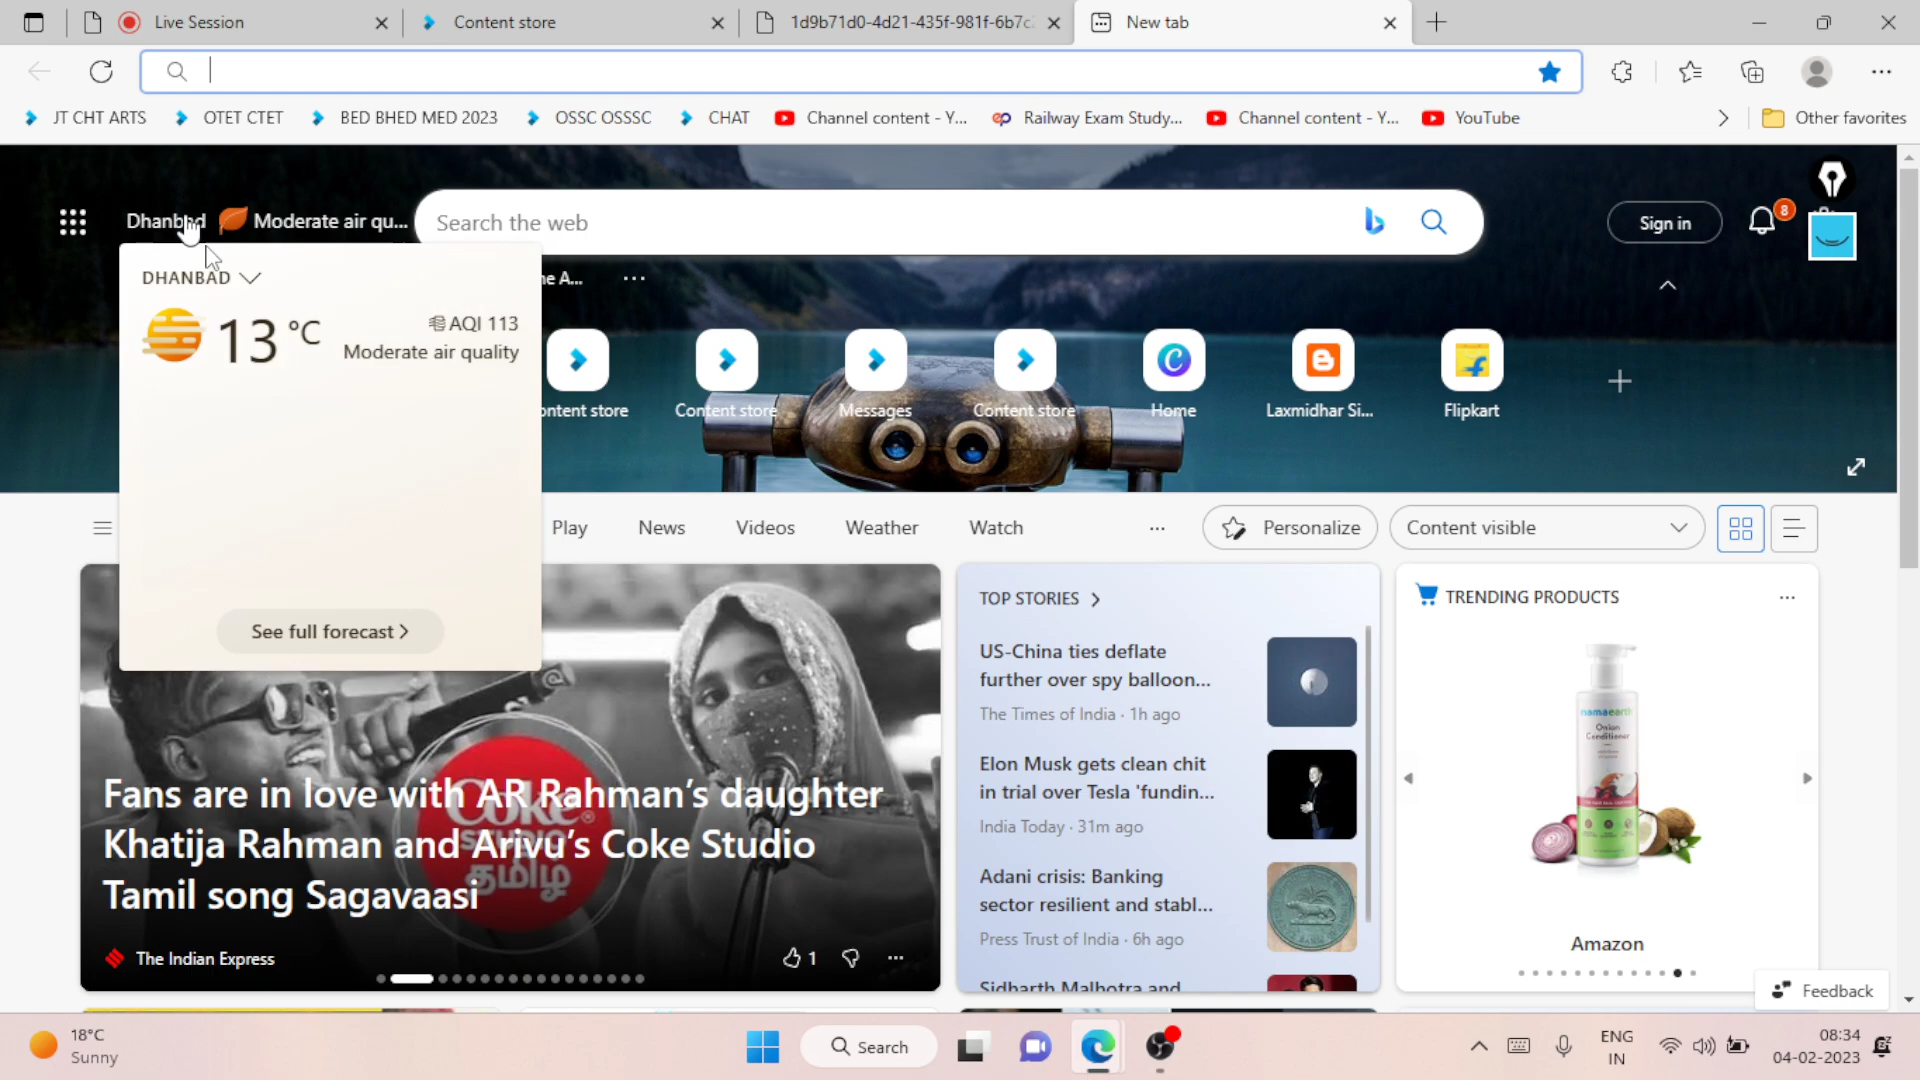 Live Session
Content store
1d9b71d0-4d21-435f-981f-6b7c
New tab
JT CHT ARTS
OTET CTET
BED BHED MED 2023
OSSC OSSSC
CHAT
Channel content - Y...
Railway Exam Study...
Channel content - Y...
YouTube
Other favorites
Dhanbad
Moderate air qu...
Search the web
Sign in
8
DHANBAD
ne A...
13 °C
AQI 113
Moderate air quality
ontent store
Content store
Messages
Content store
Home
Laxmidhar Si...
Flipkart
Play
News
Videos
Weather
Watch
Personalize
Content visible
See full forecast
TOP STORIES
US-China ties deflate
further over spy balloon...
The Times of India · 1h ago
Elon Musk gets clean chit
in trial over Tesla 'fundin...
India Today · 31m ago
Adani crisis: Banking
sector resilient and stabl...
Press Trust of India · 6h ago
Sidharth Malhotra and
TRENDING PRODUCTS
mamaearth
Onion
Conditioner
Amazon
Coke
STUDIO
தமிழ்
Fans are in love with AR Rahman's daughter
Khatija Rahman and Arivu's Coke Studio
Tamil song Sagavaasi
The Indian Express
1
Feedback
18°C
Sunny
Search
ENG
IN
08:34
04-02-2023